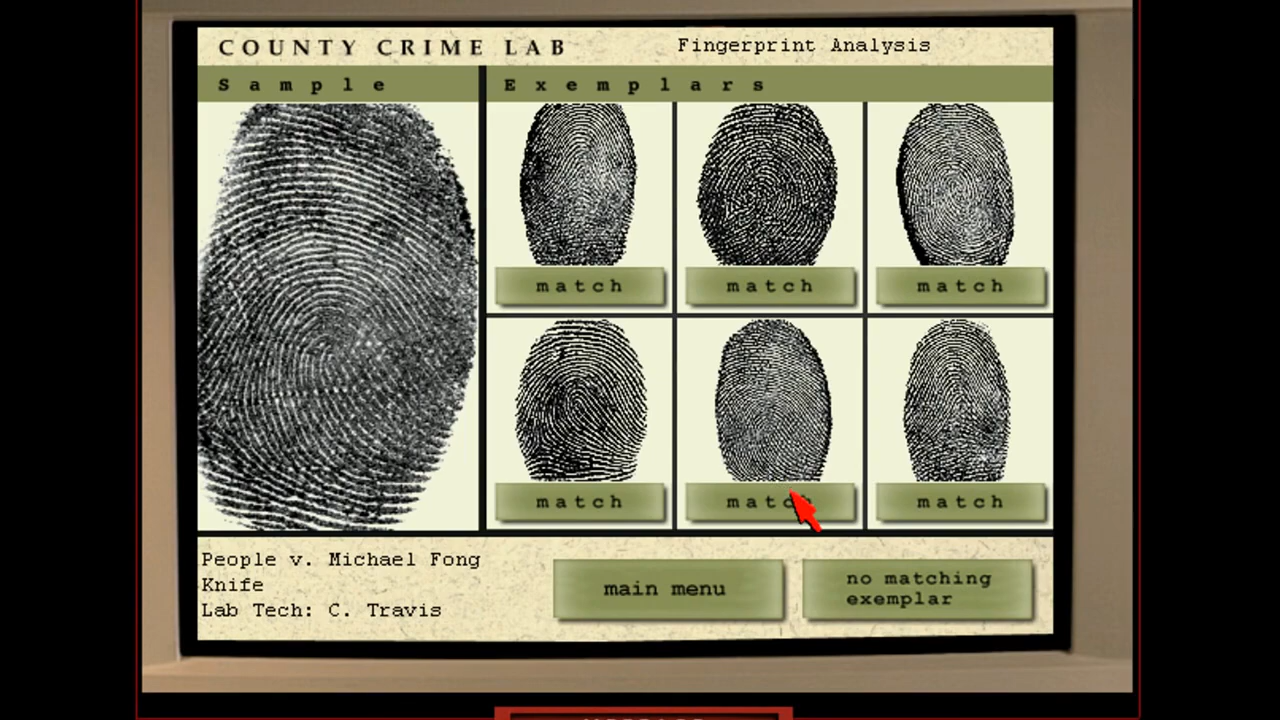 COUNTY CRIME LAB
Fingerprint Analysis
Sample
Exemplars
match
match
match
match
match
match
People v. Michael Fong
Knife
Lab Tech: C. Travis
main menu
no matching
exemplar